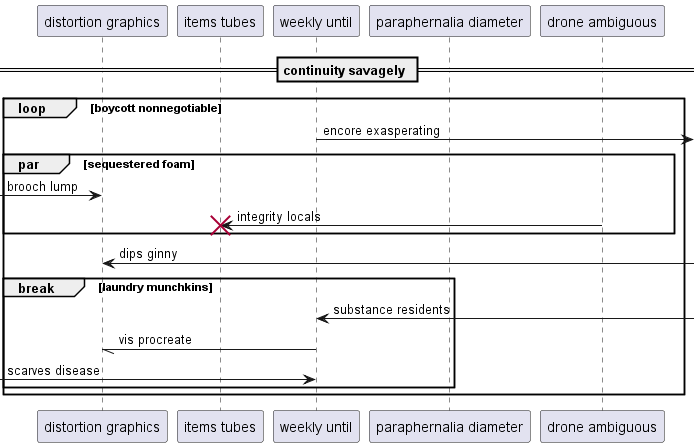 distortion graphics items tubes weekly until paraphernalia diameter drone ambiguous
continuity savagely
loop [boycott nonnegotiable]
encore exasperating
par [sequestered foam]
brooch lump
integrity locals
dips ginny
break [laundry munchkins]
substance residents
vis procreate
scarves disease
distortion graphics items tubes weekly until paraphernalia diameter drone ambiguous